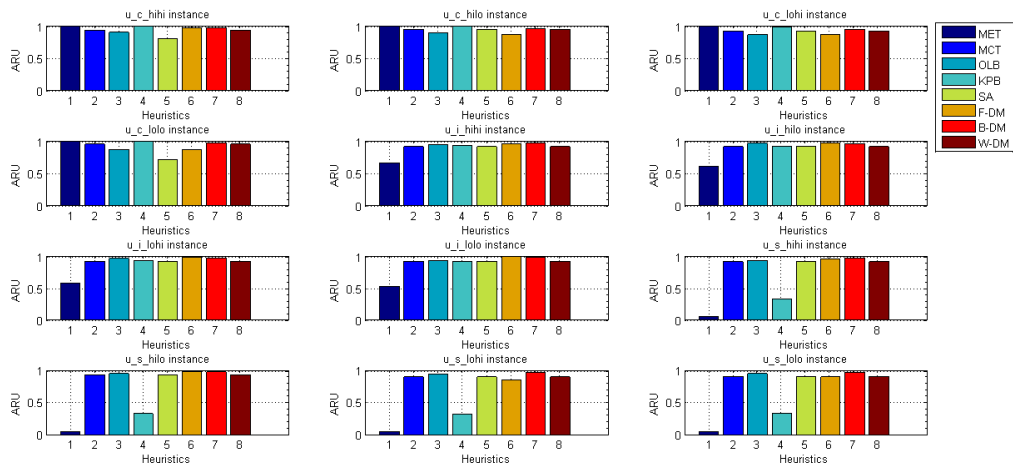 u_c_hihi instance
ARU
1
0.5
0
1 2 3 4 5 6 7 8
Heuristics
u_c_hilo instance
ARU
1
0.5
0
1 2 3 4 5 6 7 8
Heuristics
u_c_lohi instance
ARU
1
0.5
0
1 2 3 4 5 6 7 8
Heuristics
MET
MCT
OLB
KPB
SA
F-DM
B-DM
W-DM
u_c_lolo instance
ARU
1
0.5
0
1 2 3 4 5 6 7 8
Heuristics
u_i_hihi instance
ARU
1
0.5
0
1 2 3 4 5 6 7 8
Heuristics
u_i_hilo instance
ARU
1
0.5
0
1 2 3 4 5 6 7 8
Heuristics
u_i_lohi instance
ARU
1
0.5
0
1 2 3 4 5 6 7 8
Heuristics
u_i_lolo instance
ARU
1
0.5
0
1 2 3 4 5 6 7 8
Heuristics
u_s_hihi instance
ARU
1
0.5
0
1 2 3 4 5 6 7 8
Heuristics
u_s_hilo instance
ARU
1
0.5
0
1 2 3 4 5 6 7 8
Heuristics
u_s_lohi instance
ARU
1
0.5
0
1 2 3 4 5 6 7 8
Heuristics
u_s_lolo instance
ARU
1
0.5
0
1 2 3 4 5 6 7 8
Heuristics